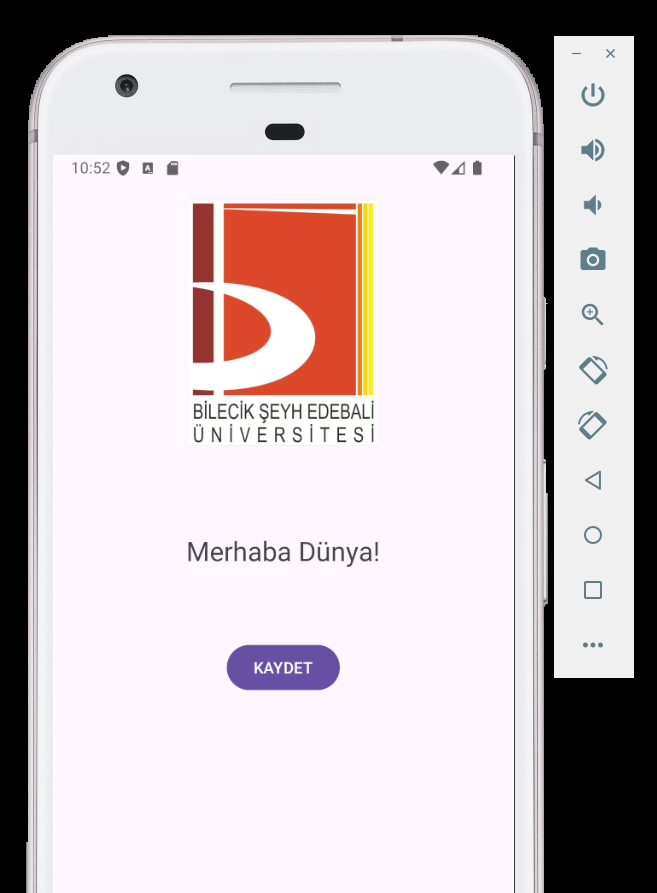 10:52
BİLECİK ŞEYH EDEBALİ
ÜNİVERSİTESİ
Merhaba Dünya!
KAYDET